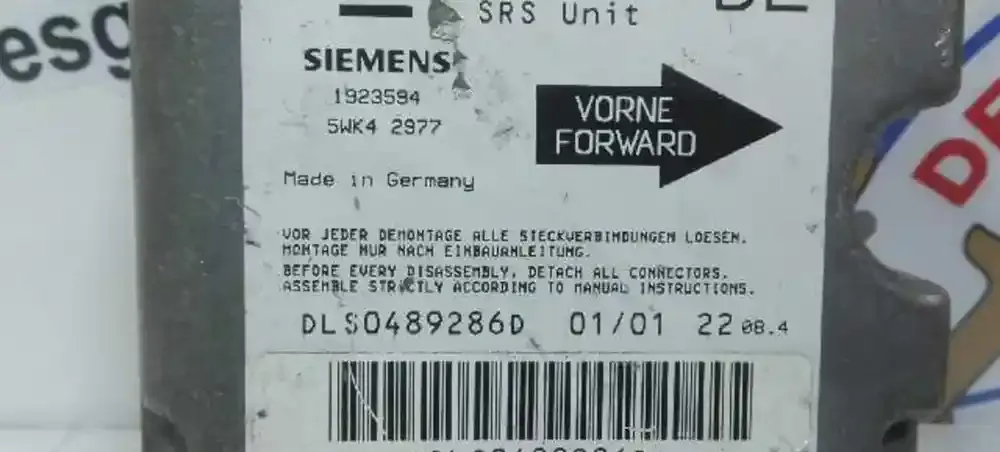 SRS Unit
SIEMENS
1923594
5WK4 2977
VORNE
FORWARD
Made in Germany
VOR JEDER DEMONTAGE ALLE STECKVERBINDUNGEN LOESEN.
MONTAGE NUR NACH EINBAUANLEITUNG.
BEFORE EVERY DISASSEMBLY, DETACH ALL CONNECTORS.
ASSEMBLE STRICTLY ACCORDING TO MANUAL INSTRUCTIONS.
DLS0489286D 01/01 22 08.4